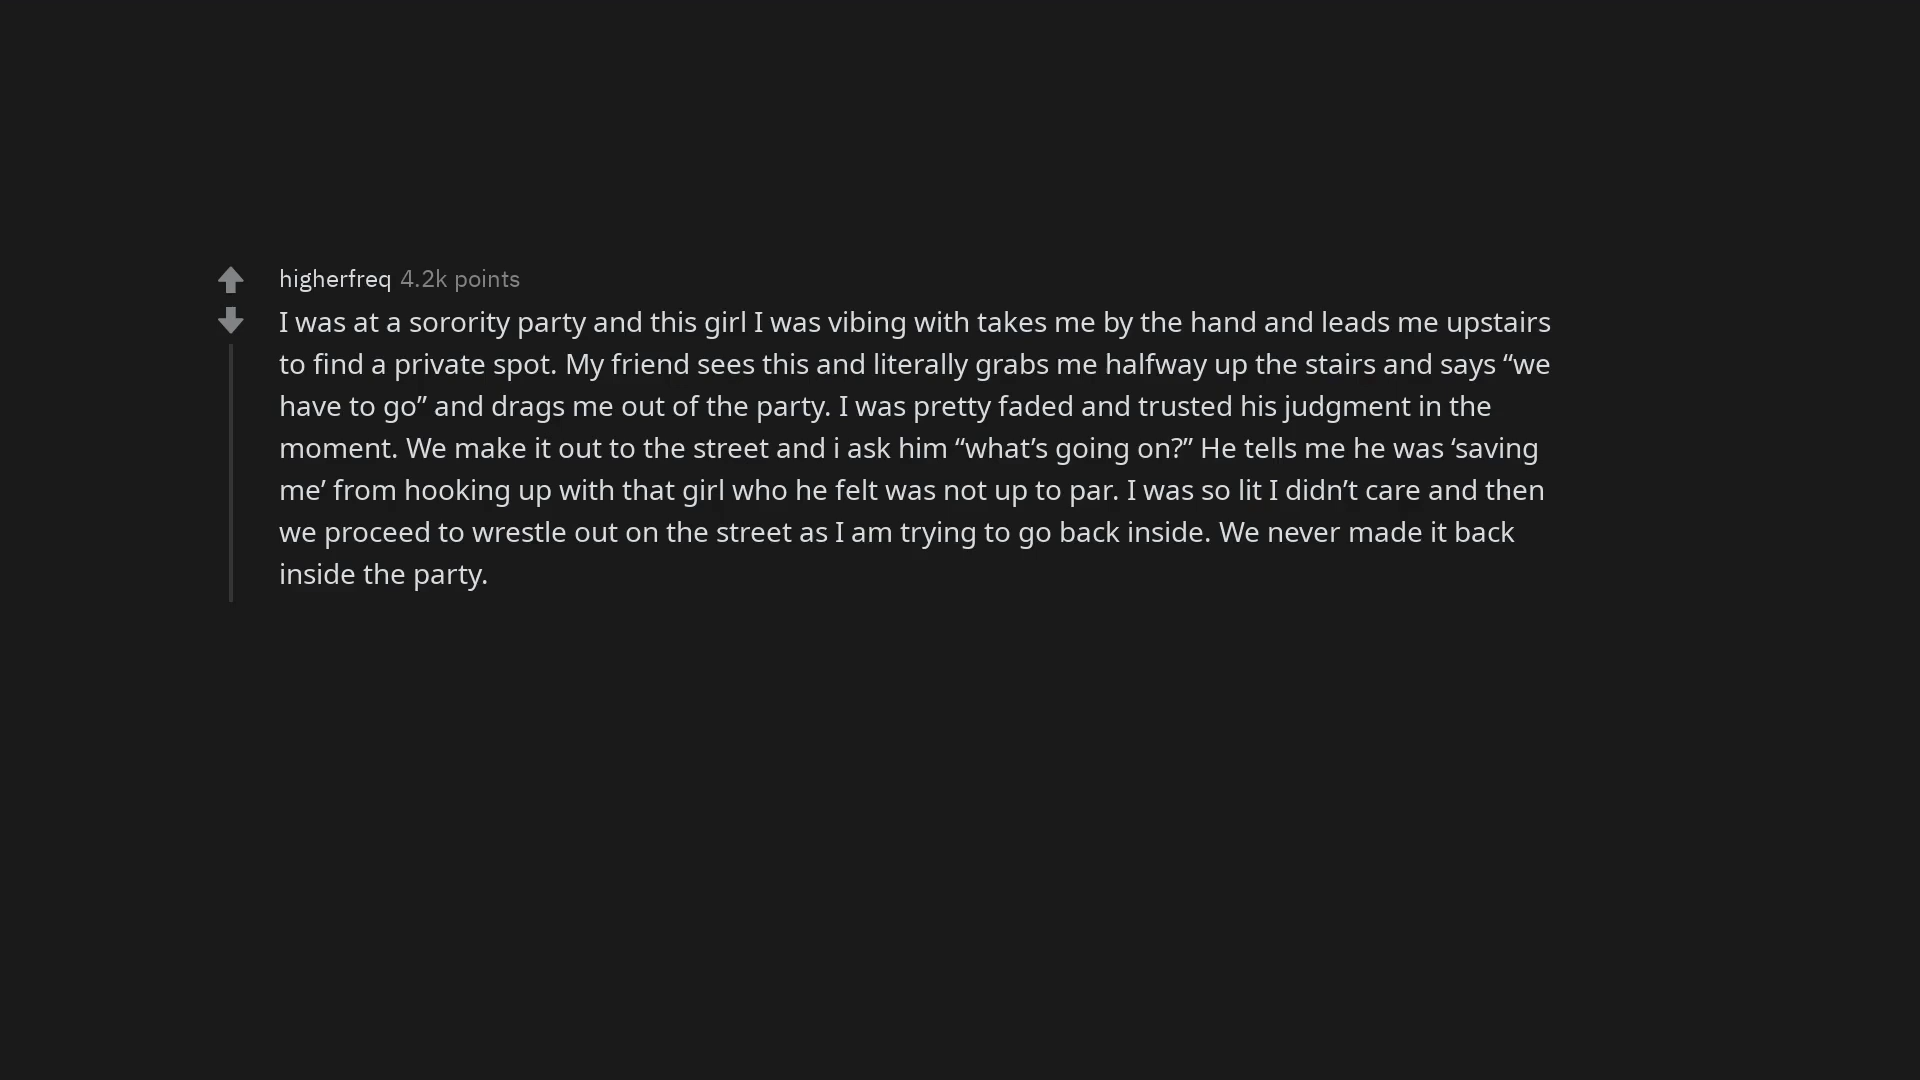 higherfreq 4.2k points
I was at a sorority party and this girl I was vibing with takes me by the hand and leads me upstairs
to find a private spot. My friend sees this and literally grabs me halfway up the stairs and says “we
have to go” and drags me out of the party. I was pretty faded and trusted his judgment in the
moment. We make it out to the street and i ask him “what’s going on?” He tells me he was ‘saving
me’ from hooking up with that girl who he felt was not up to par. I was so lit I didn’t care and then
we proceed to wrestle out on the street as I am trying to go back inside. We never made it back
inside the party.